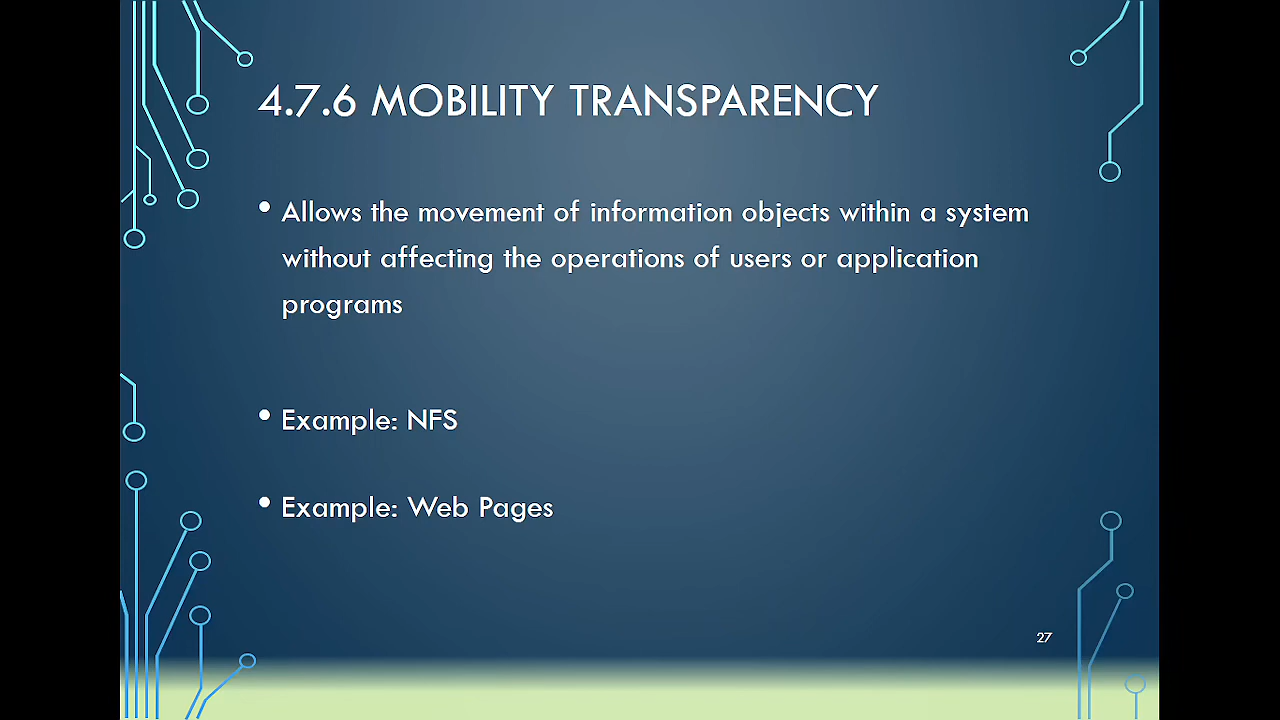 4.7.6 MOBILITY TRANSPARENCY
• Allows the movement of information objects within a system
without affecting the operations of users or application
programs
• Example: NFS
• Example: Web Pages
27